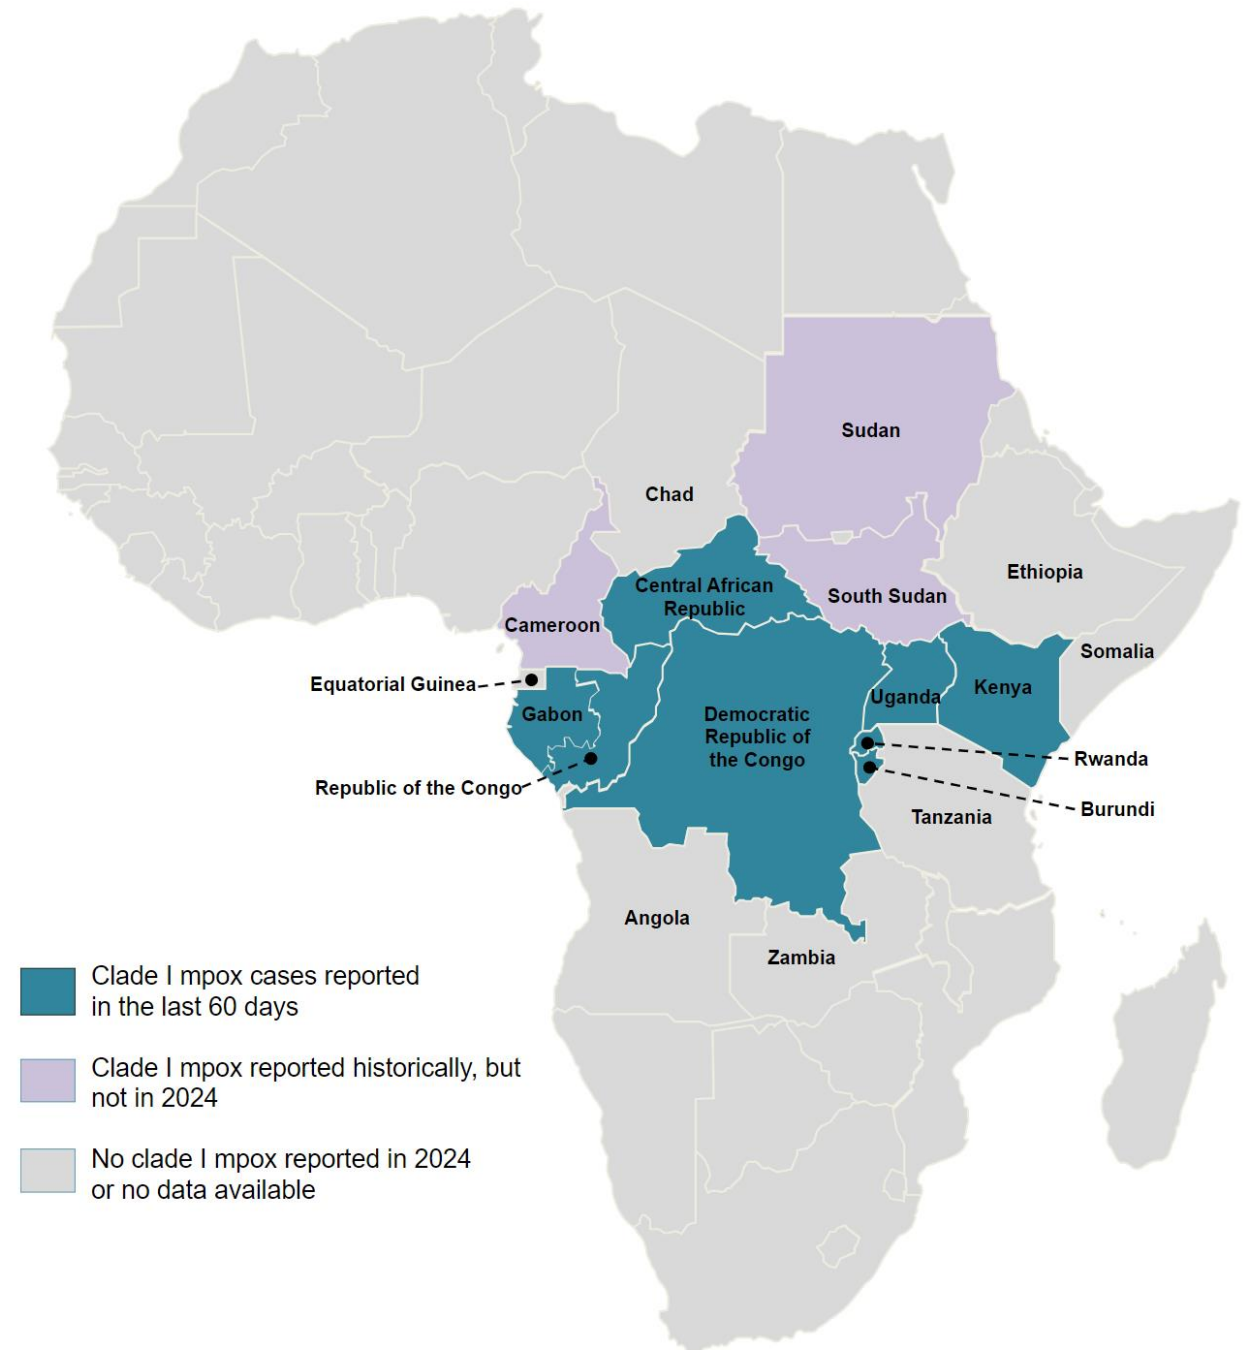 Sudan
Chad
Ethiopia
Central African
Republic
South Sudan
Cameroon
Somalia
Equatorial Guinea
Gabon
Uganda
Kenya
Democratic
Republic of
the Congo
Rwanda
Republic of the Congo
Burundi
Tanzania
Angola
Zambia
Clade I mpox cases reported
in the last 60 days
Clade I mpox reported historically, but
not in 2024
No clade I mpox reported in 2024
or no data available